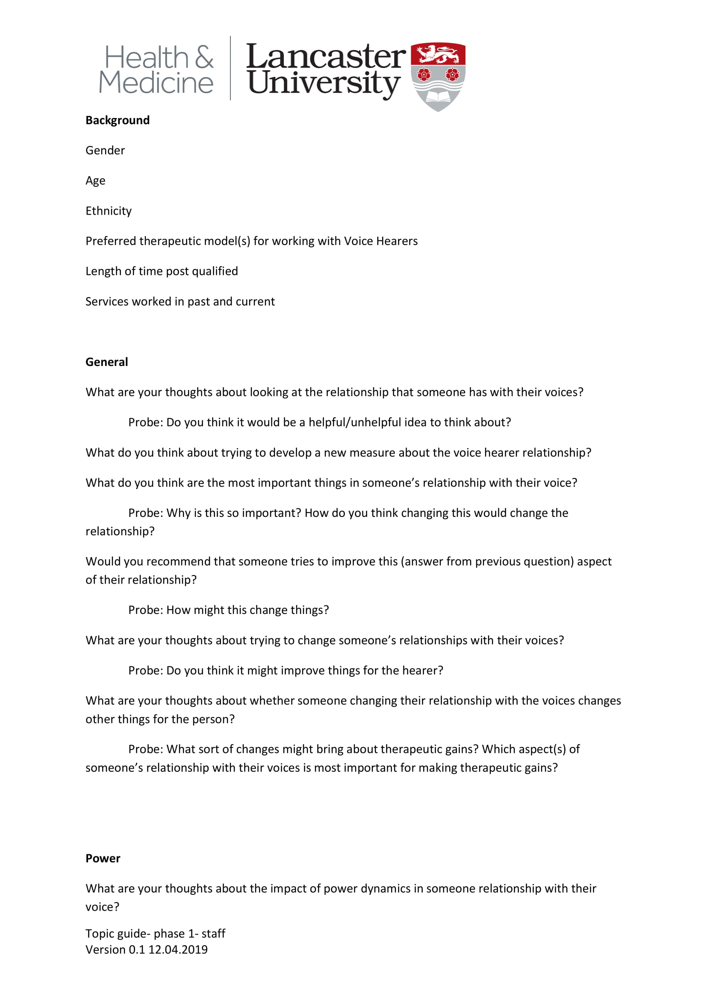 Health &
Medicine
Lancaster
University
Background
Gender
Age
Ethnicity
Preferred therapeutic model(s) for working with Voice Hearers
Length of time post qualified
Services worked in past and current
General
What are your thoughts about looking at the relationship that someone has with their voices?
Probe: Do you think it would be a helpful/unhelpful idea to think about?
What do you think about trying to develop a new measure about the voice hearer relationship?
What do you think are the most important things in someone’s relationship with their voice?
Probe: Why is this so important? How do you think changing this would change the
relationship?
Would you recommend that someone tries to improve this (answer from previous question) aspect
of their relationship?
Probe: How might this change things?
What are your thoughts about trying to change someone’s relationships with their voices?
Probe: Do you think it might improve things for the hearer?
What are your thoughts about whether someone changing their relationship with the voices changes
other things for the person?
Probe: What sort of changes might bring about therapeutic gains? Which aspect(s) of
someone’s relationship with their voices is most important for making therapeutic gains?
Power
What are your thoughts about the impact of power dynamics in someone relationship with their
voice?
Topic guide- phase 1- staff
Version 0.1 12.04.2019